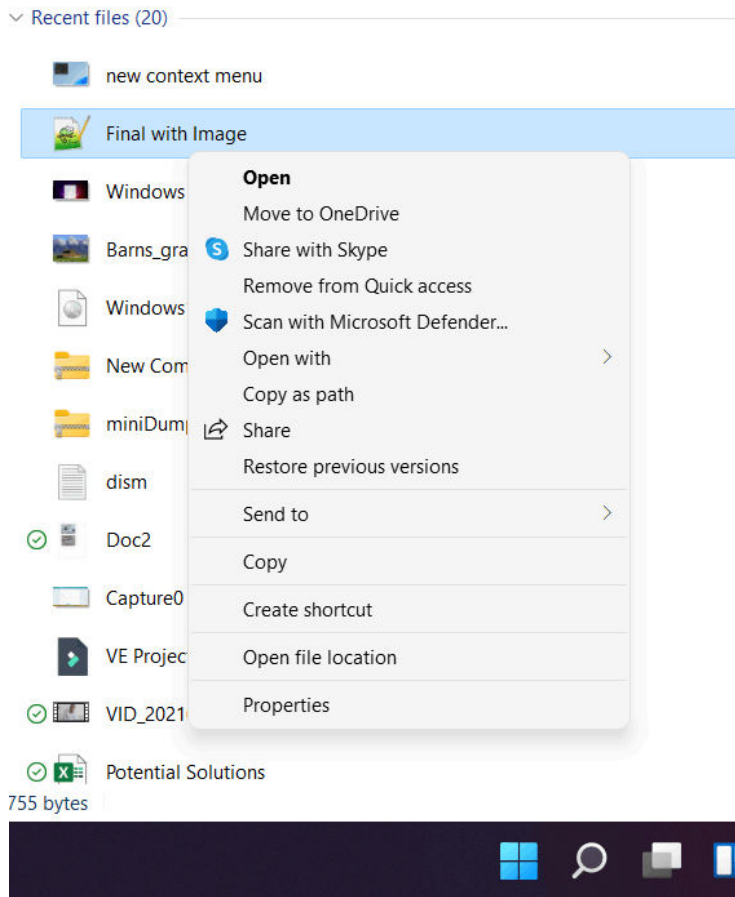 Recent files (20)
new context menu
Final with Image
Windows
Barns_gra
Windows
New Com
miniDum
dism
Doc2
Capture0
VE Projec
VID_2021
Potential Solutions
Open
Move to OneDrive
Share with Skype
Remove from Quick access
Scan with Microsoft Defender...
Open with
Copy as path
Share
Restore previous versions
Send to
Copy
Create shortcut
Open file location
Properties
755 bytes